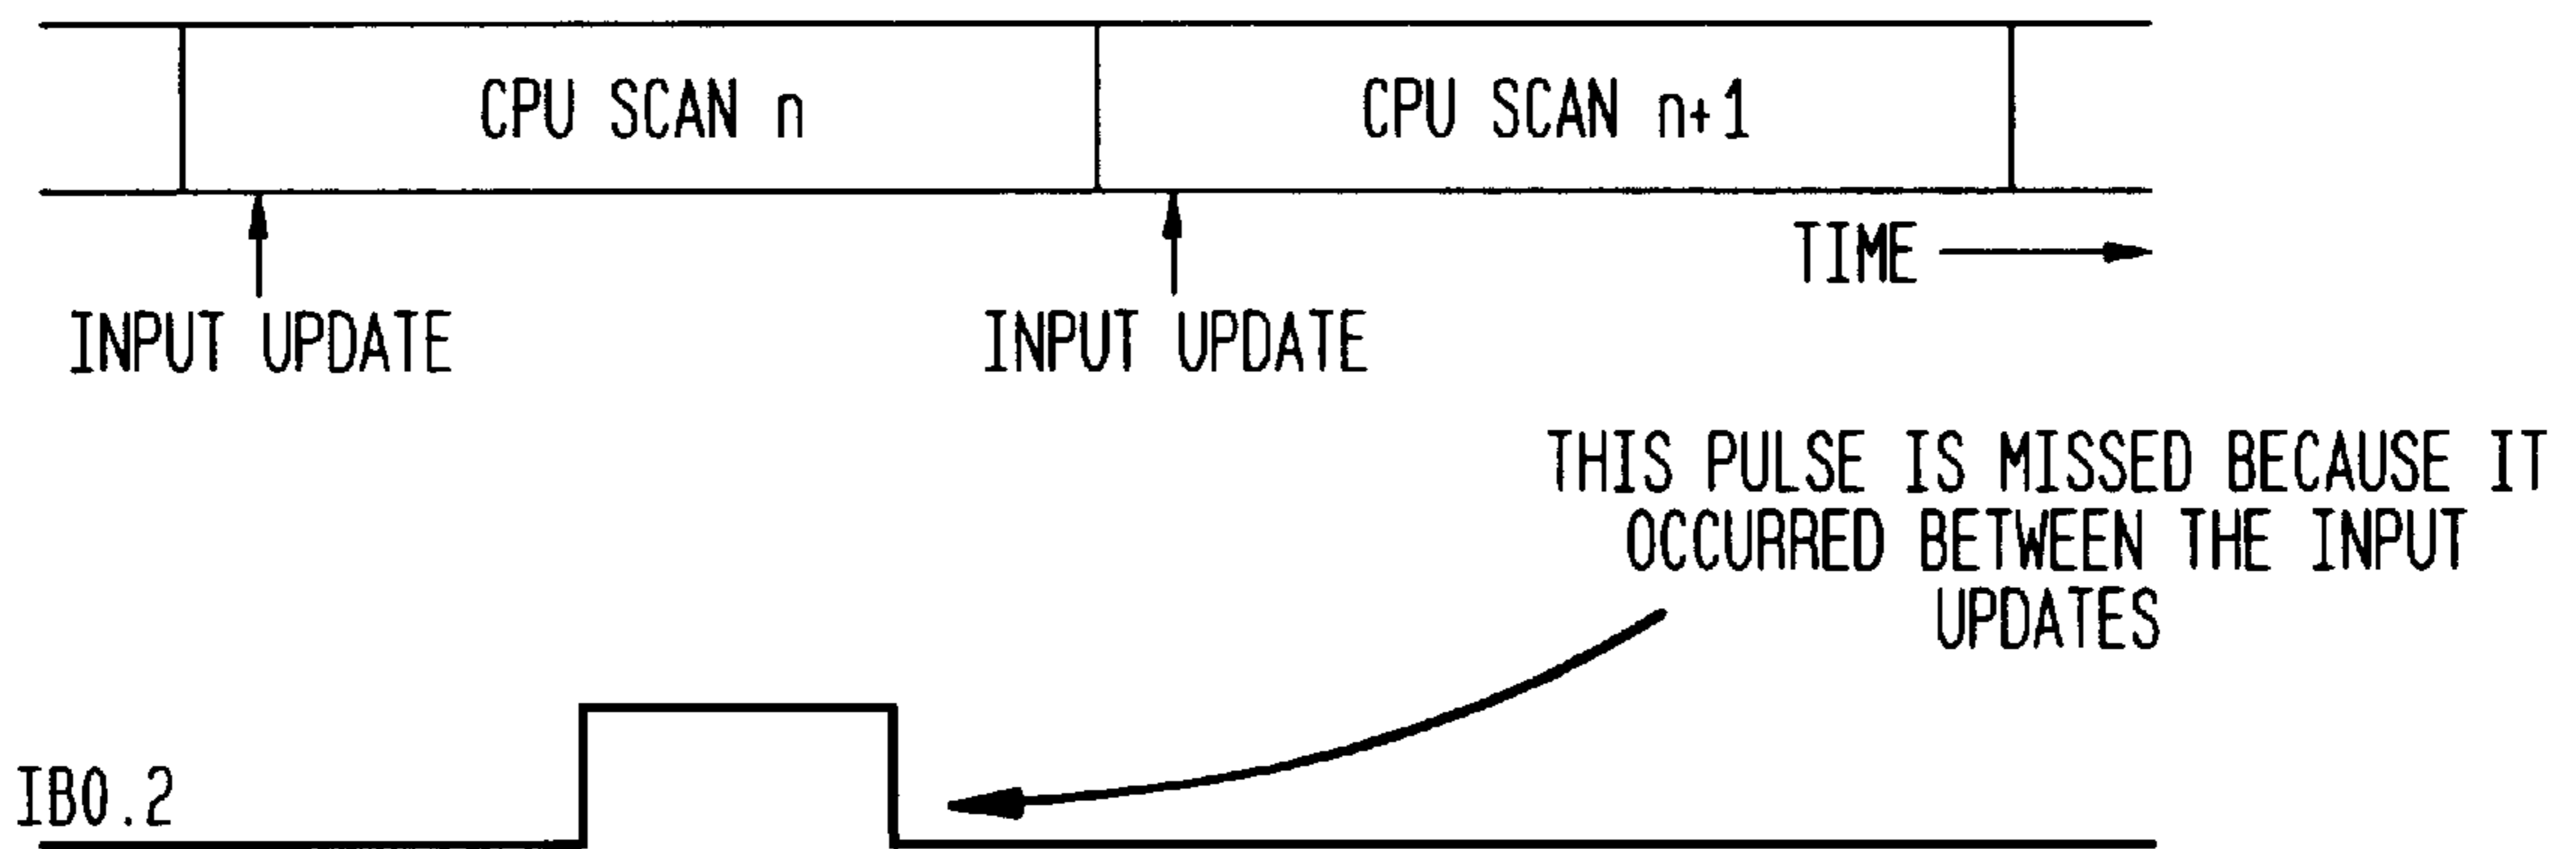 CPU SCAN n
CPU SCAN n+1
TIME
INPUT UPDATE
INPUT UPDATE
THIS PULSE IS MISSED BECAUSE IT
OCCURRED BETWEEN THE INPUT
UPDATES
IB0.2